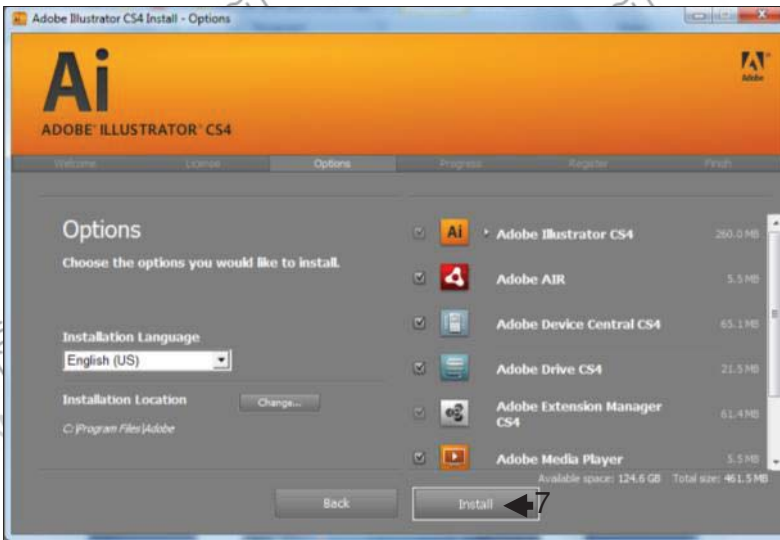 Adobe Illustrator CS4 Install - Options
Ai
Adobe
ADOBE® ILLUSTRATOR® CS4
Welcome License Options Progress Register Finish
Options
Choose the options you would like to install.
Installation Language
English (US)
Installation Location
Change...
C:\Program Files\Adobe
Ai Adobe Illustrator CS4 260.0 MB
Adobe AIR 5.5 MB
Adobe Device Central CS4 65.1 MB
Adobe Drive CS4 21.5 MB
Adobe Extension Manager
CS4 61.4 MB
Adobe Media Player 5.5 MB
Available space: 124.6 GB Total size: 461.5 MB
Back Install 7